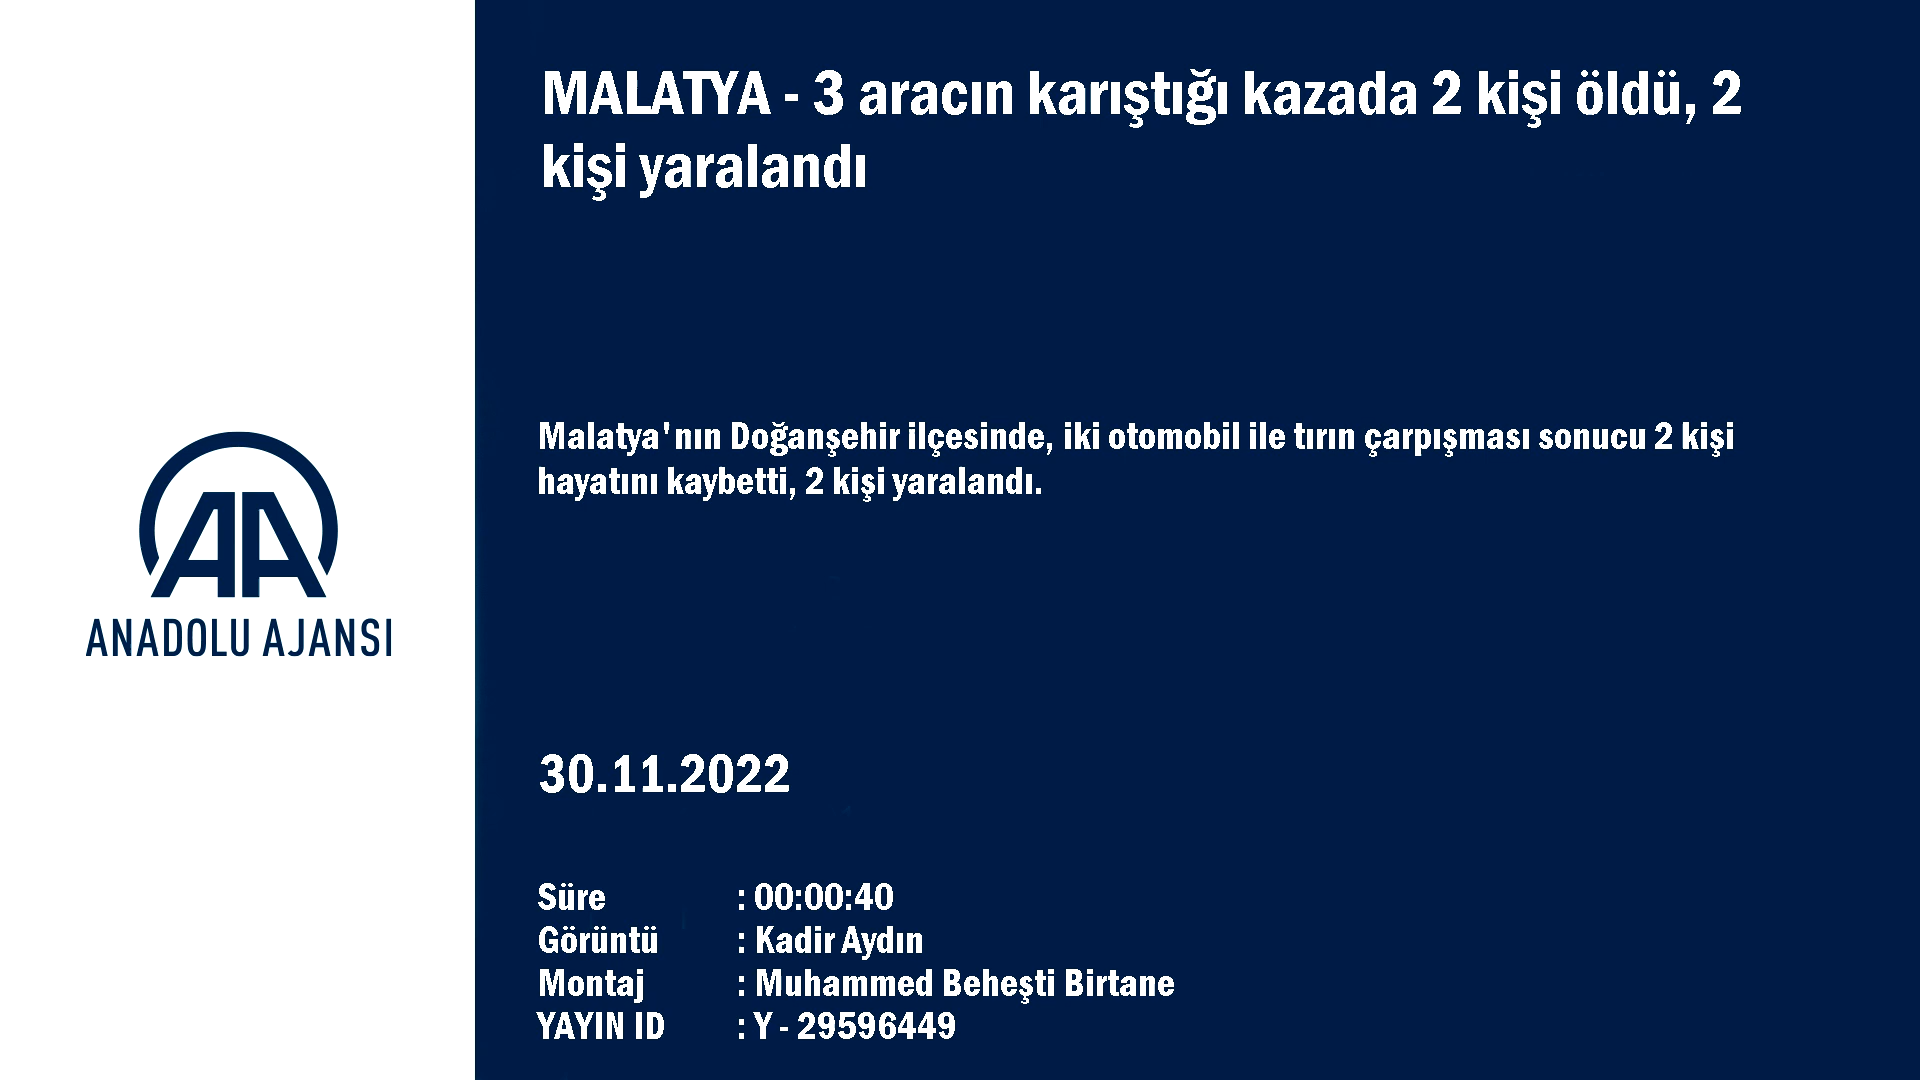 MALATYA - 3 aracın karıştığı kazada 2 kişi öldü, 2
kişi yaralandı
Malatya'nın Doğanşehir ilçesinde, iki otomobil ile tırın çarpışması sonucu 2 kişi
hayatını kaybetti, 2 kişi yaralandı.
AA
ANADOLU AJANSI
30.11.2022
Süre : 00:00:40
Görüntü : Kadir Aydın
Montaj : Muhammed Beheşti Birtane
YAYIN ID : Y - 29596449